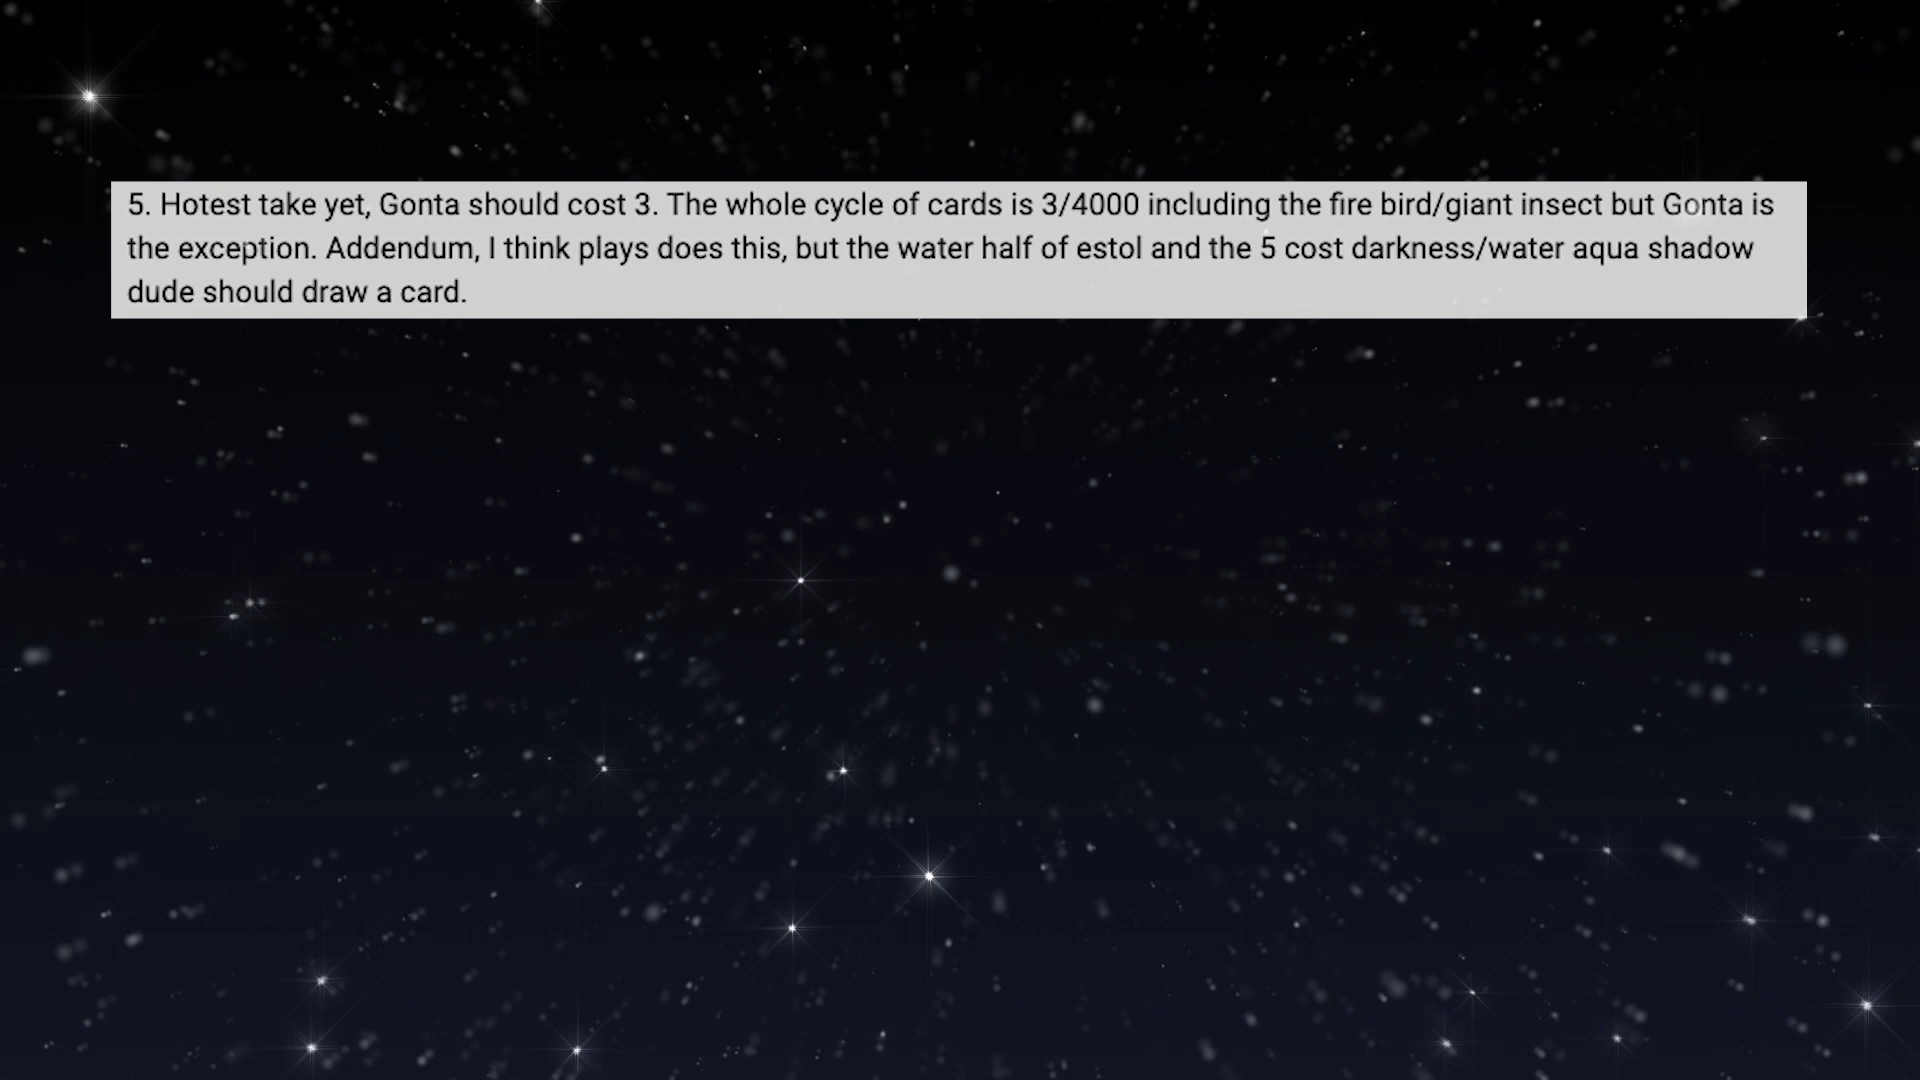 5. Hotest take yet, Gonta should cost 3. The whole cycle of cards is 3/4000 including the fire bird/giant insect but Gonta is
the exception. Addendum, I think plays does this, but the water half of estol and the 5 cost darkness/water aqua shadow
dude should draw a card.